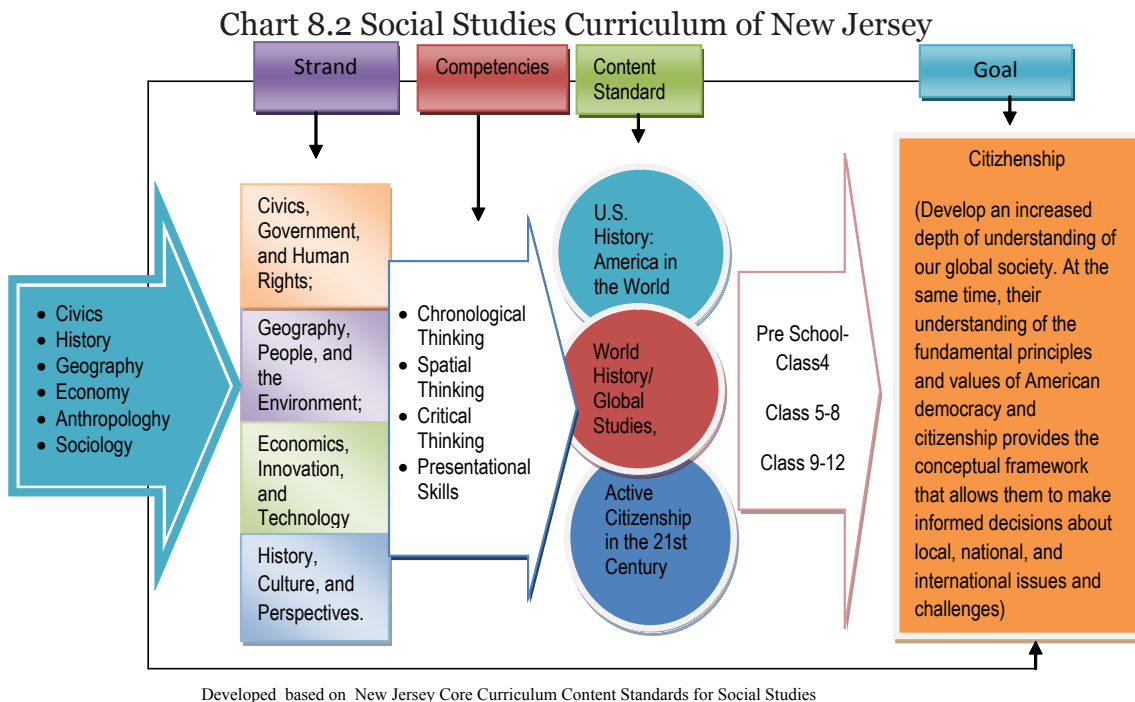 Chart 8.2 Social Studies Curriculum of New Jersey
Strand
Competencies
Content
Standard
Goal
• Civics
• History
• Geography
• Economy
• Anthropologhy
• Sociology
Civics,
Government,
and Human
Rights;
Geography,
People, and
the
Environment;
Economics,
Innovation,
and
Technology
History,
Culture, and
Perspectives.
• Chronological
Thinking
• Spatial
Thinking
• Critical
Thinking
• Presentational
Skills
U.S.
History:
America in
the World
World
History/
Global
Studies,
Active
Citizenship
in the 21st
Century
Pre School-
Class4
Class 5-8
Class 9-12
Citizhenship
(Develop an increased
depth of understanding of
our global society. At the
same time, their
understanding of the
fundamental principles
and values of American
democracy and
citizenship provides the
conceptual framework
that allows them to make
informed decisions about
local, national, and
international issues and
challenges)
Developed based on New Jersey Core Curriculum Content Standards for Social Studies